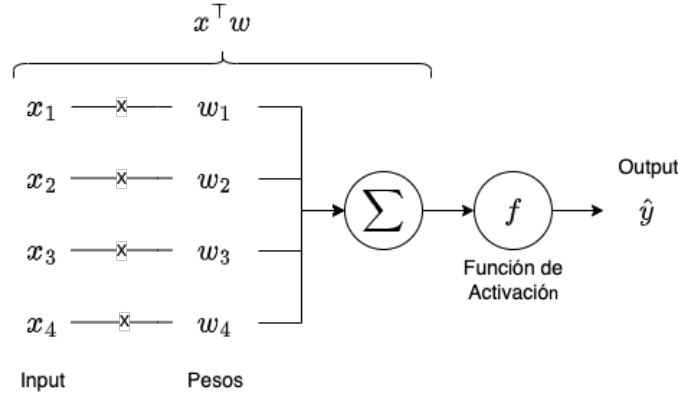 x⊤w
x1 x w1
x2 x w2
x3 x w3
x4 x w4
Input
Pesos
∑
f
Función de
Activación
Output
ŷ